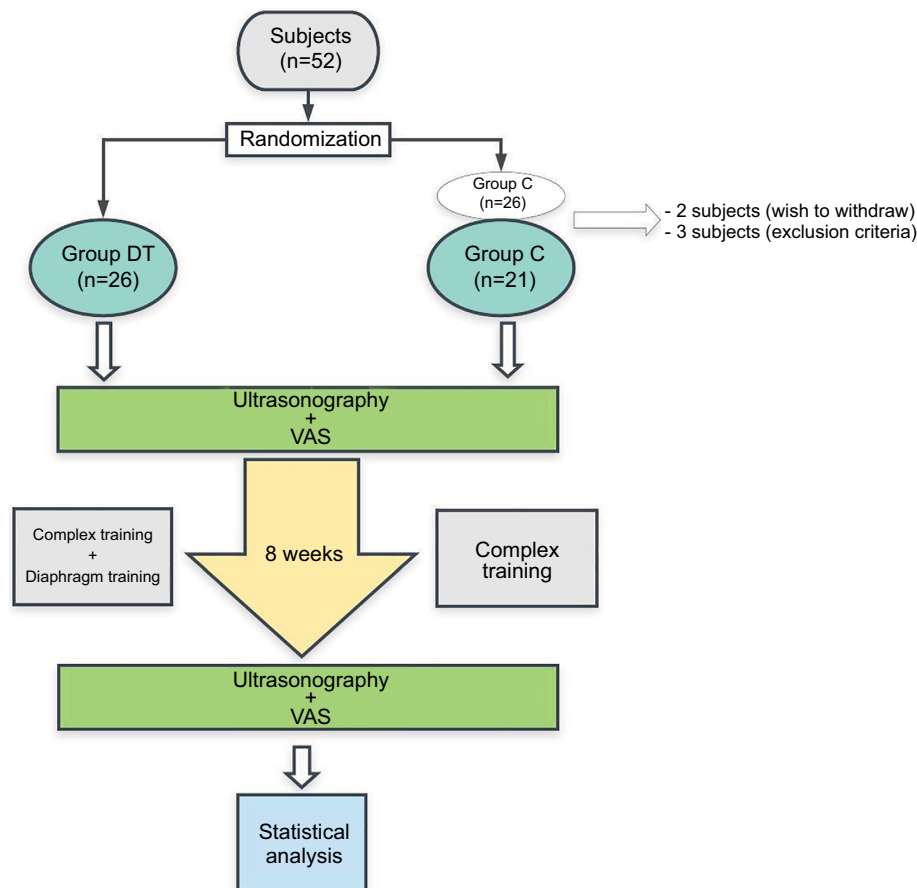 Subjects
(n=52)
Randomization
Group C
(n=26)
- 2 subjects (wish to withdraw)
- 3 subjects (exclusion criteria)
Group DT
(n=26)
Group C
(n=21)
Ultrasonography
+
VAS
Complex training
+
Diaphragm training
8 weeks
Complex
training
Ultrasonography
+
VAS
Statistical
analysis